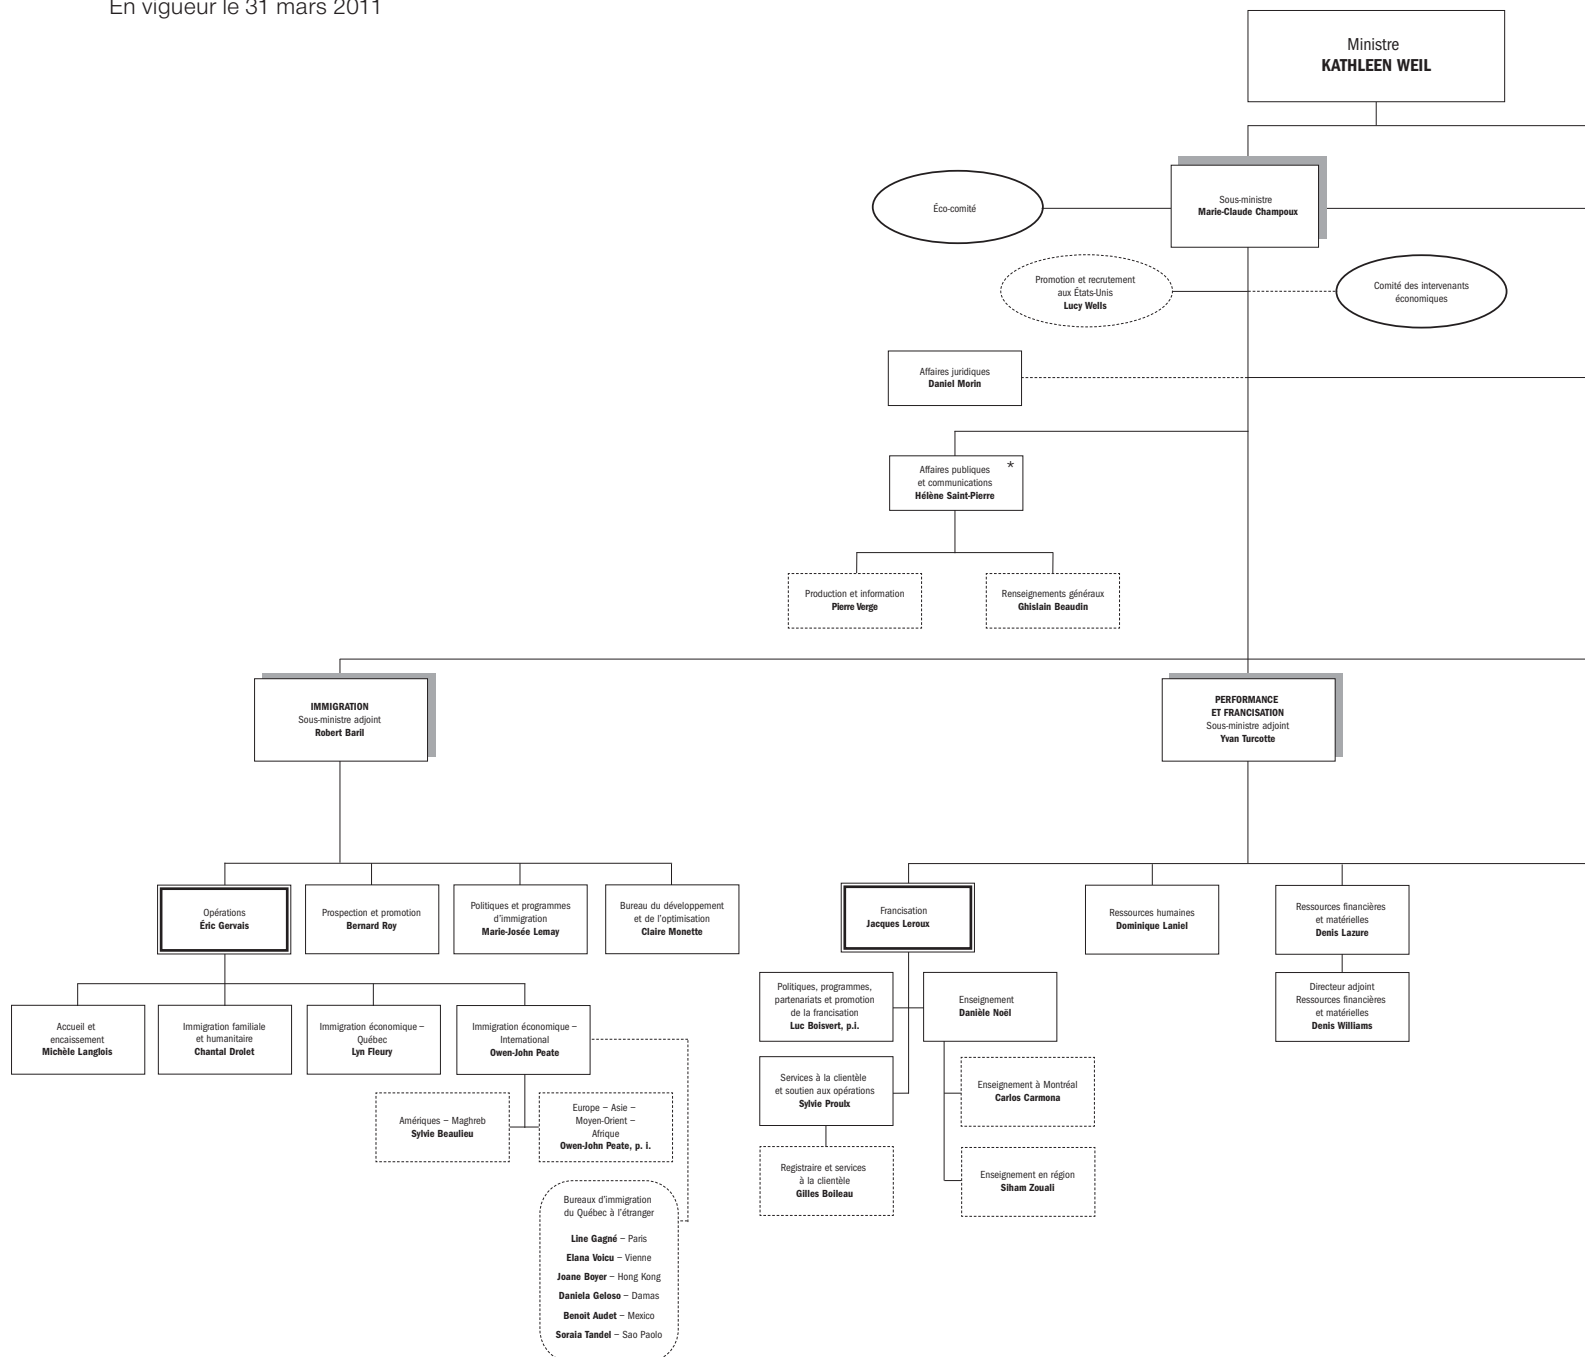 En vigueur le 31 mars 2011
Ministre
KATHLEEN WEIL
Sous-ministre
Marie-Claude Champoux
Éco-comité
Promotion et recrutement
aux États-Unis
Lucy Wells
Comité des intervenants
économiques
Affaires juridiques
Daniel Morin
Affaires publiques *
et communications
Hélène Saint-Pierre
Production et information
Pierre Verge
Renseignements généraux
Ghislain Beaudin
IMMIGRATION
Sous-ministre adjoint
Robert Baril
PERFORMANCE
ET FRANCISATION
Sous-ministre adjoint
Yvan Turcotte
Opérations
Éric Gervais
Prospection et promotion
Bernard Roy
Politiques et programmes
d'immigration
Marie-Josée Lemay
Bureau du développement
et de l'optimisation
Claire Monette
Francisation
Jacques Leroux
Ressources humaines
Dominique Laniel
Ressources financières
et matérielles
Denis Lazure
Accueil et
encaissement
Michèle Langlois
Immigration familiale
et humanitaire
Chantal Drolet
Immigration économique –
Québec
Lyn Fleury
Immigration économique –
International
Owen-John Peate
Politiques, programmes,
partenariats et promotion
de la francisation
Luc Boisvert, p.i.
Enseignement
Danièle Noël
Directeur adjoint
Ressources financières
et matérielles
Denis Williams
Services à la clientèle
et soutien aux opérations
Sylvie Proulx
Enseignement à Montréal
Carlos Carmona
Amériques – Maghreb
Sylvie Beaulieu
Europe – Asie –
Moyen-Orient –
Afrique
Owen-John Peate, p. i.
Registraire et services
à la clientèle
Gilles Boileau
Enseignement en région
Siham Zouali
Bureaux d'immigration
du Québec à l'étranger
Line Gagné – Paris
Elana Voicu – Vienne
Joane Boyer – Hong Kong
Daniela Geloso – Damas
Benoit Audet – Mexico
Soraia Tandel – Sao Paolo